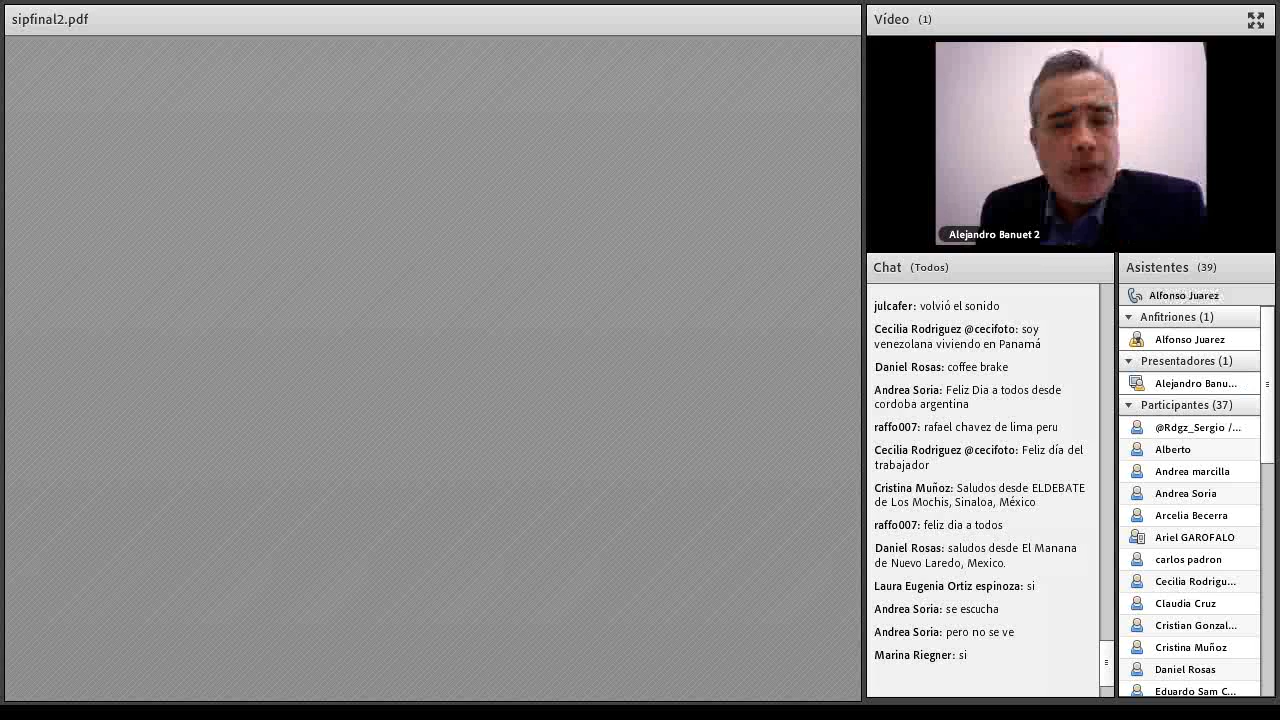 sipfinal2.pdf
Vídeo (1)
Alejandro Banuet 2
Chat (Todos)
julcafer: volvió el sonido
Cecilia Rodriguez @cecifoto: soy
venezolana viviendo en Panamá
Daniel Rosas: coffee brake
Andrea Soria: Feliz Dia a todos desde
cordoba argentina
raffo007: rafael chavez de lima peru
Cecilia Rodriguez @cecifoto: Feliz día del
trabajador
Cristina Muñoz: Saludos desde ELDEBATE
de Los Mochis, Sinaloa, México
raffo007: feliz dia a todos
Daniel Rosas: saludos desde El Manana
de Nuevo Laredo, Mexico.
Laura Eugenia Ortiz espinoza: si
Andrea Soria: se escucha
Andrea Soria: pero no se ve
Marina Riegner: si
Asistentes (39)
Alfonso Juarez
Anfitriones (1)
Alfonso Juarez
Presentadores (1)
Alejandro Banu...
Participantes (37)
@Rdgz_Sergio /...
Alberto
Andrea marcilla
Andrea Soria
Arcelia Becerra
Ariel GAROFALO
carlos padron
Cecilia Rodrigu...
Claudia Cruz
Cristian Gonzal...
Cristina Muñoz
Daniel Rosas
Eduardo Sam C...